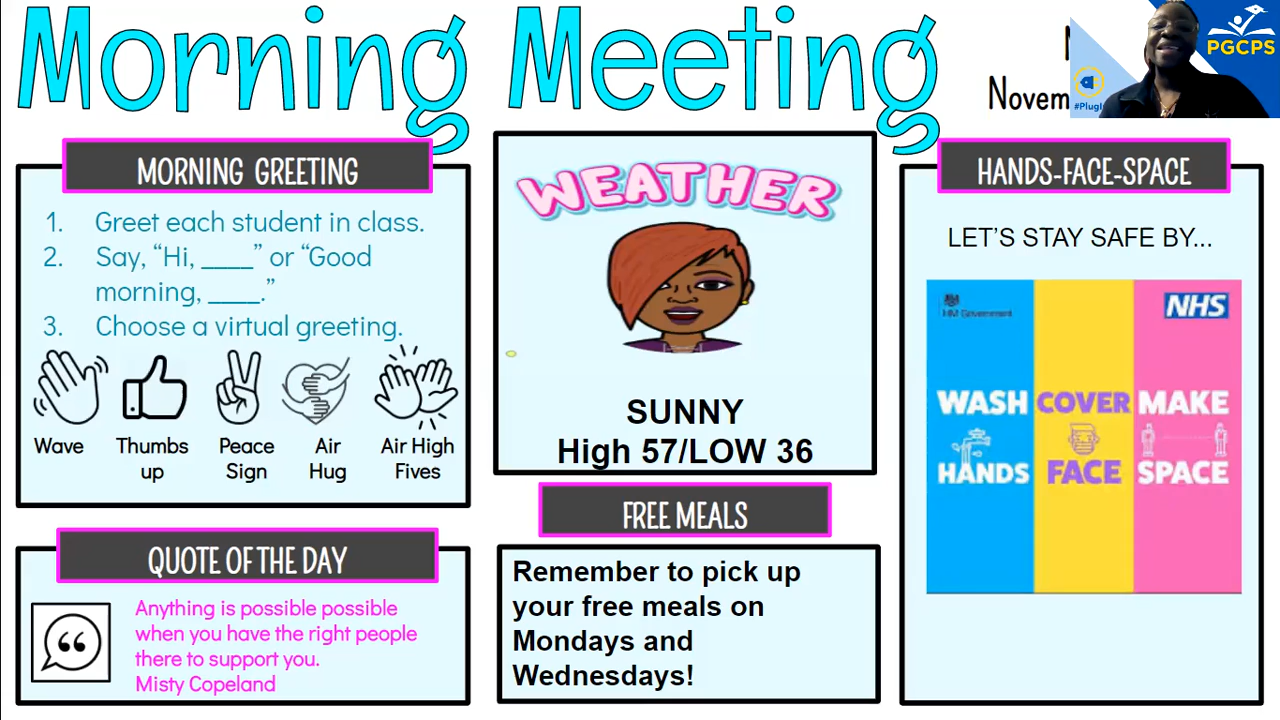 Morning Meeting
PGCPS
#PlugI
MORNING GREETING
1. Greet each student in class.
2. Say, “Hi, ____” or “Good
morning, ____.”
3. Choose a virtual greeting.
Wave
Thumbs
up
Peace
Sign
Air
Hug
Air High
Fives
QUOTE OF THE DAY
Anything is possible possible
when you have the right people
there to support you.
Misty Copeland
WEATHER
SUNNY
High 57/LOW 36
FREE MEALS
Remember to pick up
your free meals on
Mondays and
Wednesdays!
HANDS-FACE-SPACE
LET’S STAY SAFE BY...
HM Government
NHS
WASH
HANDS
COVER
FACE
MAKE
SPACE